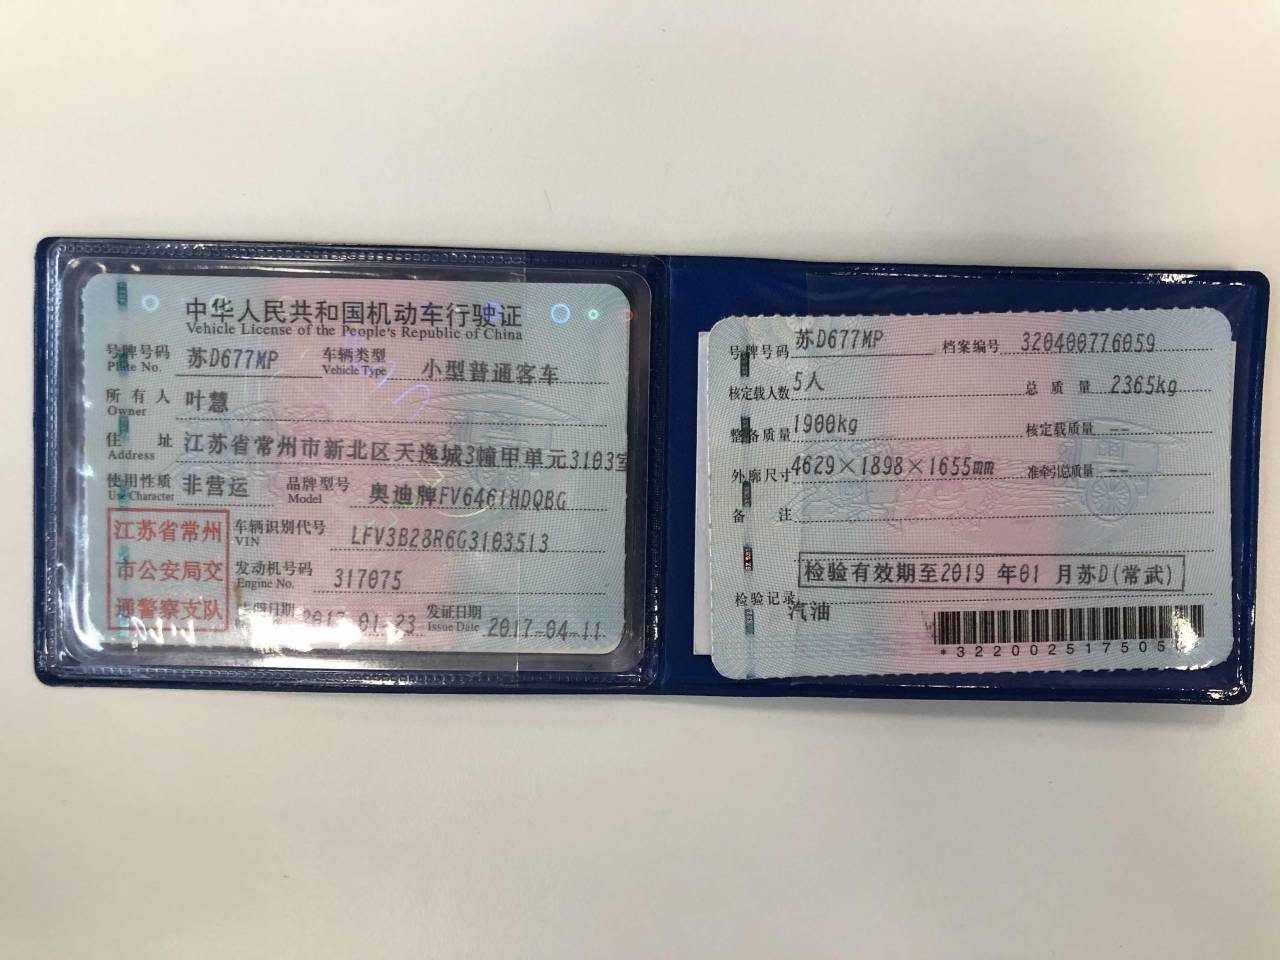 中华人民共和国机动车行驶证
Vehicle License of the People's Republic of China
号牌号码 苏D677MP 车辆类型 小型普通客车
Plate No. Vehicle Type
所有人 叶慧
Owner
住址 江苏省常州市新北区天逸城3幢甲单元3103室
Address
使用性质 非营运 品牌型号 奥迪牌FV6461HDQBG
Use Character Model
江苏省常州
市公安局交
通警察支队
车辆识别代号 LFV3B28R6G3103513
VIN
发动机号码 317075
Engine No.
注册日期 2017-01-23 发证日期 2017-04-11
Issue Date
号牌号码 苏D677MP 档案编号 320400776059
核定载人数 5人 总质量 2365kg
整备质量 1900kg 核定载质量 --
外廓尺寸 4629×1898×1655mm 准牵引总质量 --
备注
检验有效期至2019 年01 月苏D(常武)
检验记录
汽油
*322002517505